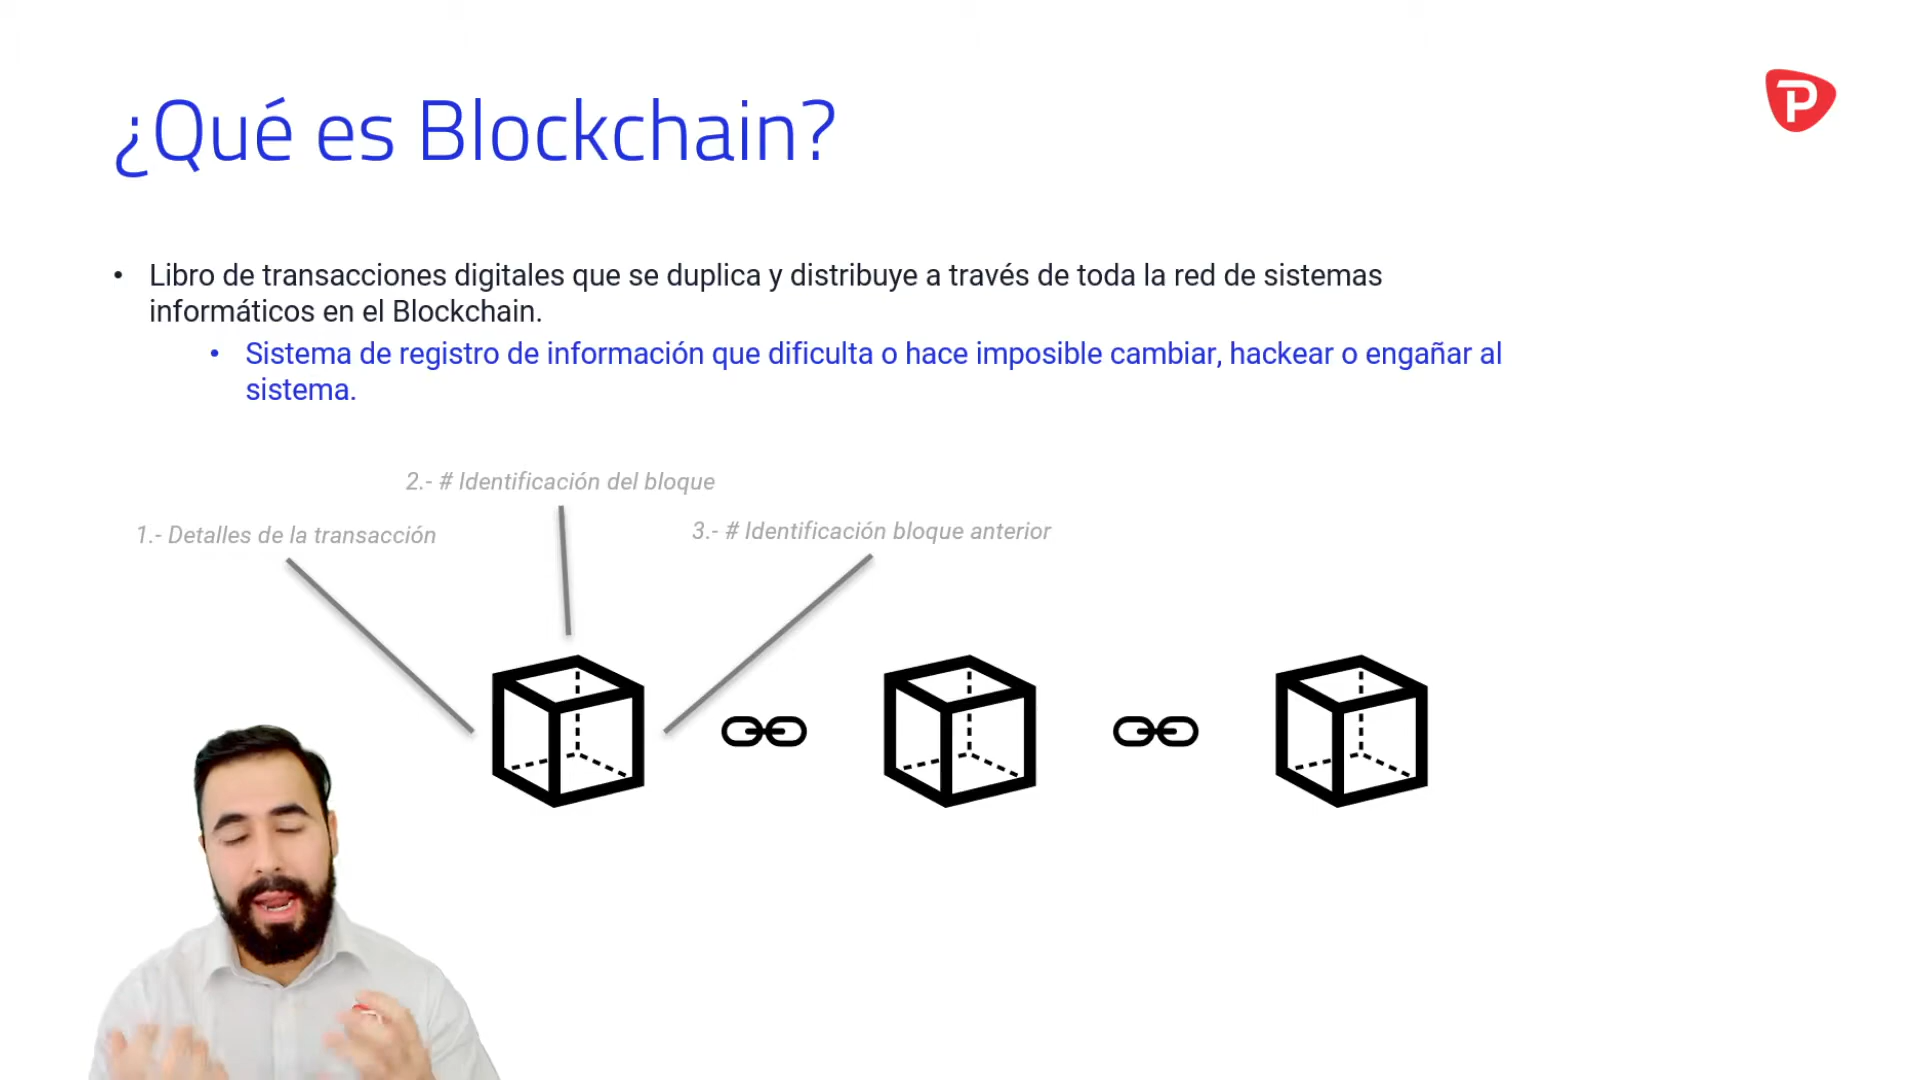 ¿Qué es Blockchain?
• Libro de transacciones digitales que se duplica y distribuye a través de toda la red de sistemas
informáticos en el Blockchain.
• Sistema de registro de información que dificulta o hace imposible cambiar, hackear o engañar al
sistema.
2.- # Identificación del bloque
1.- Detalles de la transacción
3.- # Identificación bloque anterior
P